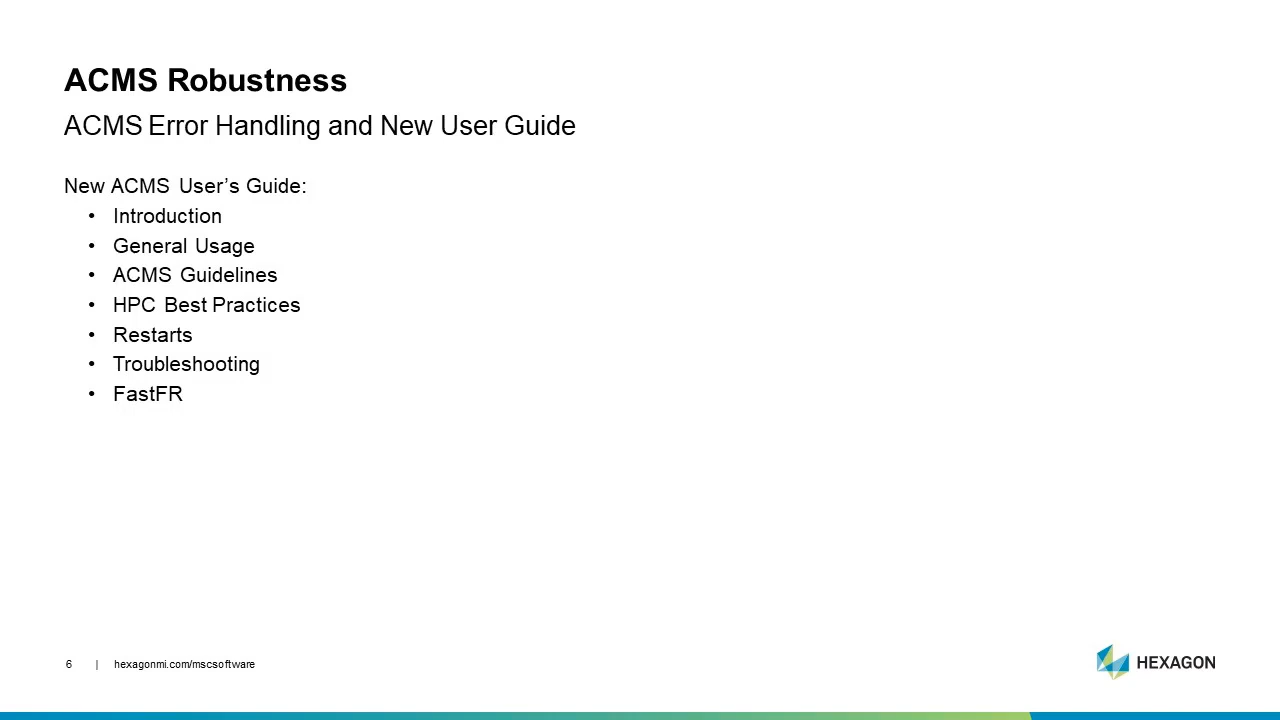 ACMS Robustness
ACMS Error Handling and New User Guide
New ACMS User’s Guide:
• Introduction
• General Usage
• ACMS Guidelines
• HPC Best Practices
• Restarts
• Troubleshooting
• FastFR
6 | hexagonmi.com/mscsoftware
HEXAGON